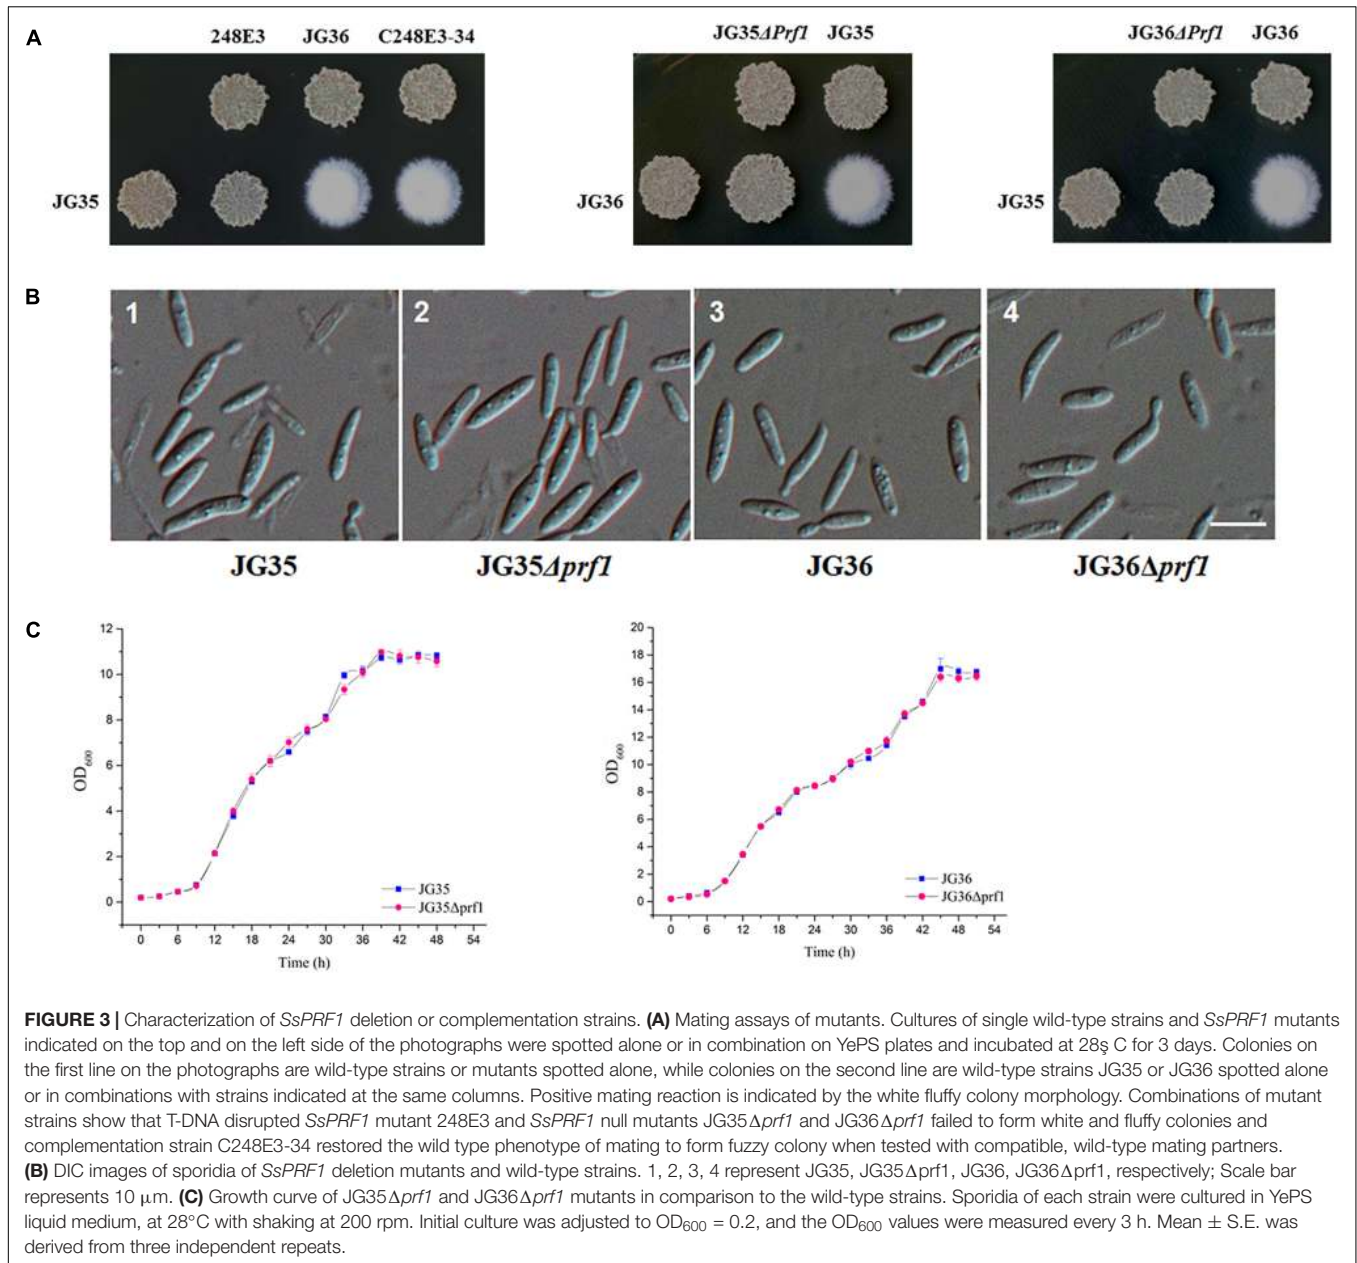 A
248E3 JG36 C248E3-34
JG35
JG35ΔPrf1 JG35
JG36
JG36ΔPrf1 JG36
JG35
B
1
2
3
4
JG35
JG35Δprf1
JG36
JG36Δprf1
C
12
10
8
6
4
2
0
OD600
JG35
JG35Δprf1
0 6 12 18 24 30 36 42 48 54
Time (h)
20
18
16
14
12
10
8
6
4
2
0
OD600
JG36
JG36Δprf1
0 6 12 18 24 30 36 42 48 54
Time (h)
FIGURE 3 | Characterization of SsPRF1 deletion or complementation strains. (A) Mating assays of mutants. Cultures of single wild-type strains and SsPRF1 mutants
indicated on the top and on the left side of the photographs were spotted alone or in combination on YePS plates and incubated at 28ş C for 3 days. Colonies on
the first line on the photographs are wild-type strains or mutants spotted alone, while colonies on the second line are wild-type strains JG35 or JG36 spotted alone
or in combinations with strains indicated at the same columns. Positive mating reaction is indicated by the white fluffy colony morphology. Combinations of mutant
strains show that T-DNA disrupted SsPRF1 mutant 248E3 and SsPRF1 null mutants JG35Δprf1 and JG36Δprf1 failed to form white and fluffy colonies and
complementation strain C248E3-34 restored the wild type phenotype of mating to form fuzzy colony when tested with compatible, wild-type mating partners.
(B) DIC images of sporidia of SsPRF1 deletion mutants and wild-type strains. 1, 2, 3, 4 represent JG35, JG35Δprf1, JG36, JG36Δprf1, respectively; Scale bar
represents 10 μm. (C) Growth curve of JG35Δprf1 and JG36Δprf1 mutants in comparison to the wild-type strains. Sporidia of each strain were cultured in YePS
liquid medium, at 28°C with shaking at 200 rpm. Initial culture was adjusted to OD600 = 0.2, and the OD600 values were measured every 3 h. Mean ± S.E. was
derived from three independent repeats.